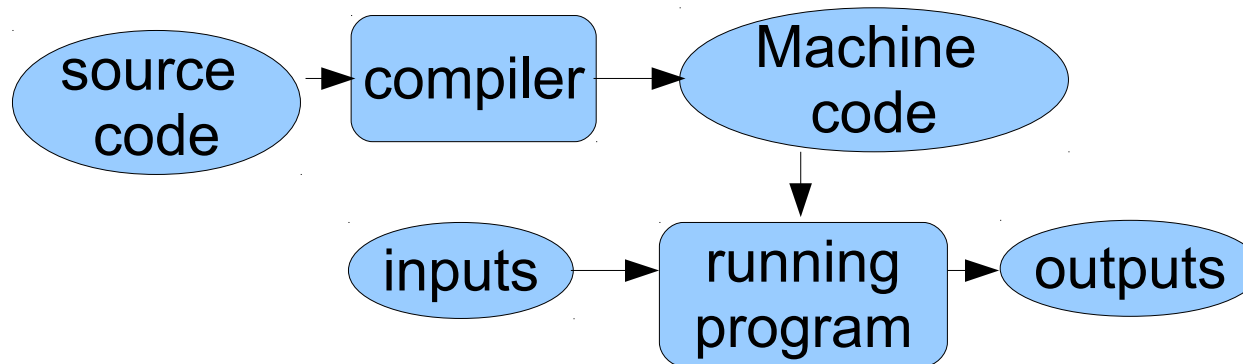 source
code
compiler
Machine
code
inputs
running
program
outputs